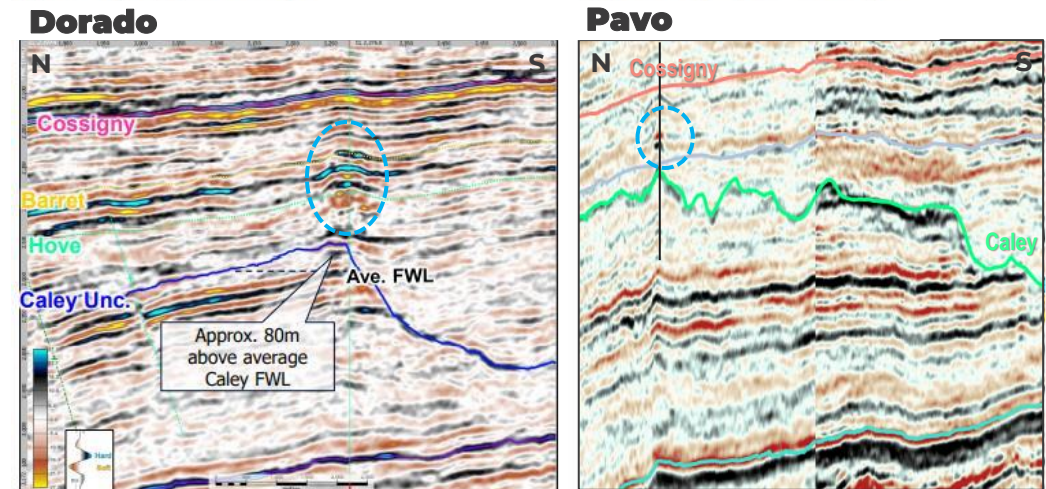 Dorado
Pavo
N
S
N
S
Cossigny
Cossigny
Barret
Hove
Caley Unc.
Ave. FWL
Approx. 80m
above average
Caley FWL
Caley
Hard
Soft